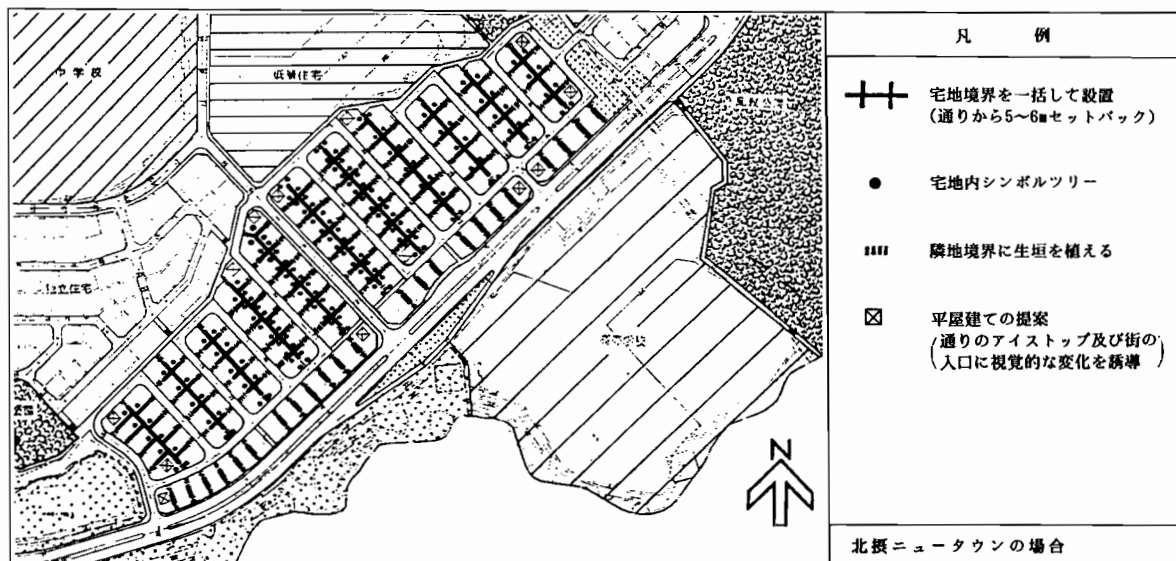 中学校
低層住宅
凡 例
宅地境界を一括して設置
(通りから5〜6mセットバック)
宅地内シンボルツリー
隣地境界に生垣を植える
平屋建ての提案
(通りのアイストップ及び街の
入口に視覚的な変化を誘導)
N
北摂ニュータウンの場合